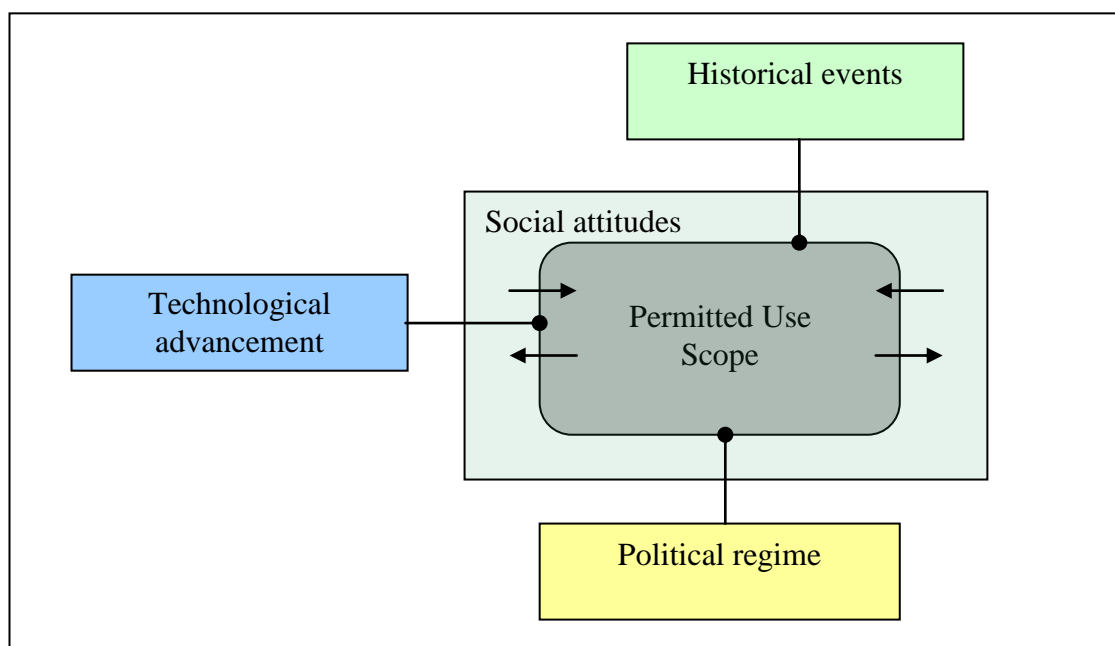 Historical events
Social attitudes
Technological
advancement
Permitted Use
Scope
Political regime